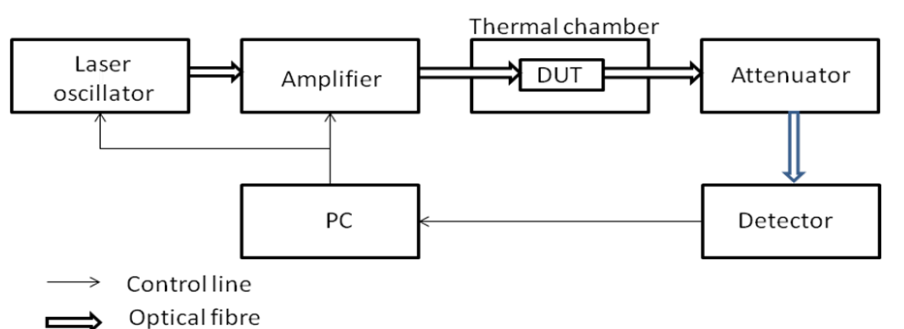 Thermal chamber
Laser
oscillator
Amplifier
DUT
Attenuator
PC
Detector
Control line
Optical fibre